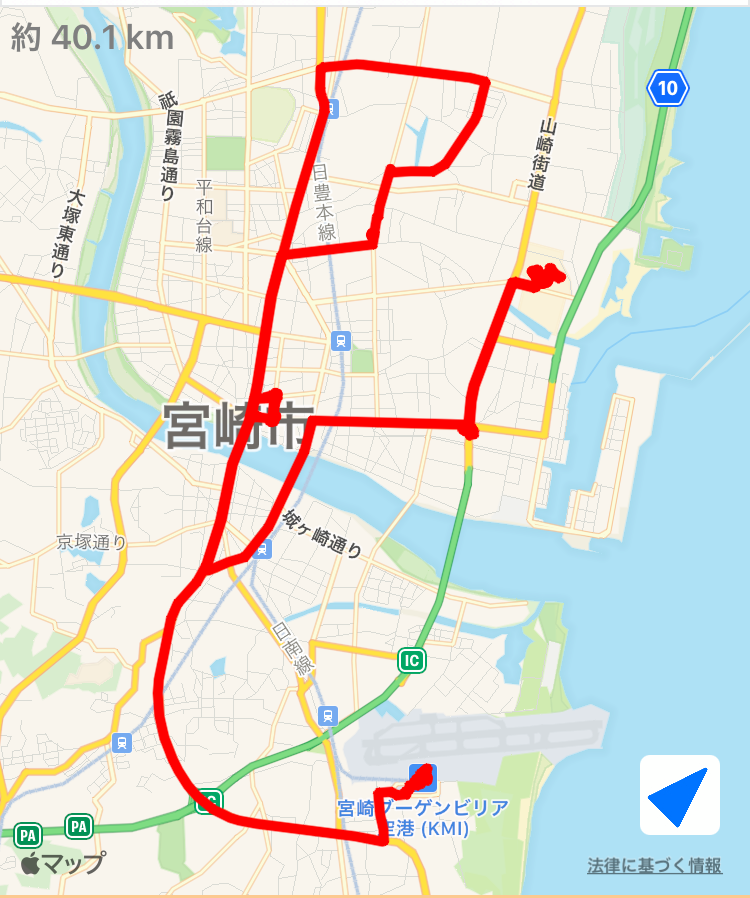 約 40.1 km
10
祇園霧島通り
山崎街道
大塚東通り
平和台線
日豊本線
宮崎市
城ヶ崎通り
京塚通り
日南線
IC
宮崎ブーゲンビリア
空港 (KMI)
PA
PA
マップ
法律に基づく情報